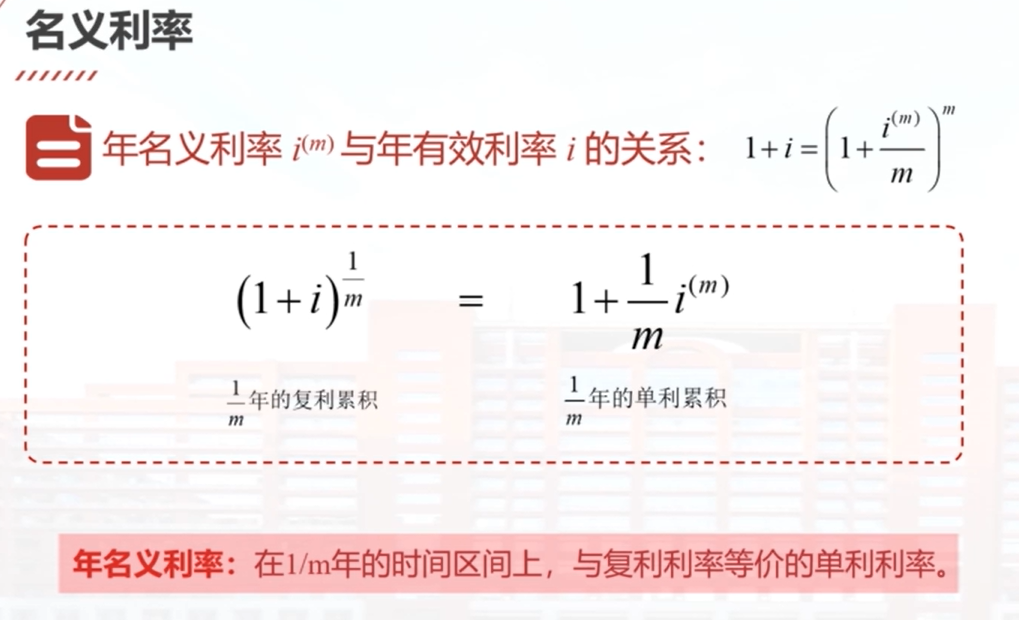 名义利率
年名义利率 i^{(m)} 与年有效利率 i 的关系： 1+i=\left(1+\frac{i^{(m)}}{m}\right)^{m}
(1+i)^{\frac{1}{m}} = 1+\frac{1}{m}i^{(m)}
\frac{1}{m}年的复利累积 \frac{1}{m}年的单利累积
年名义利率：在1/m年的时间区间上，与复利利率等价的单利利率。